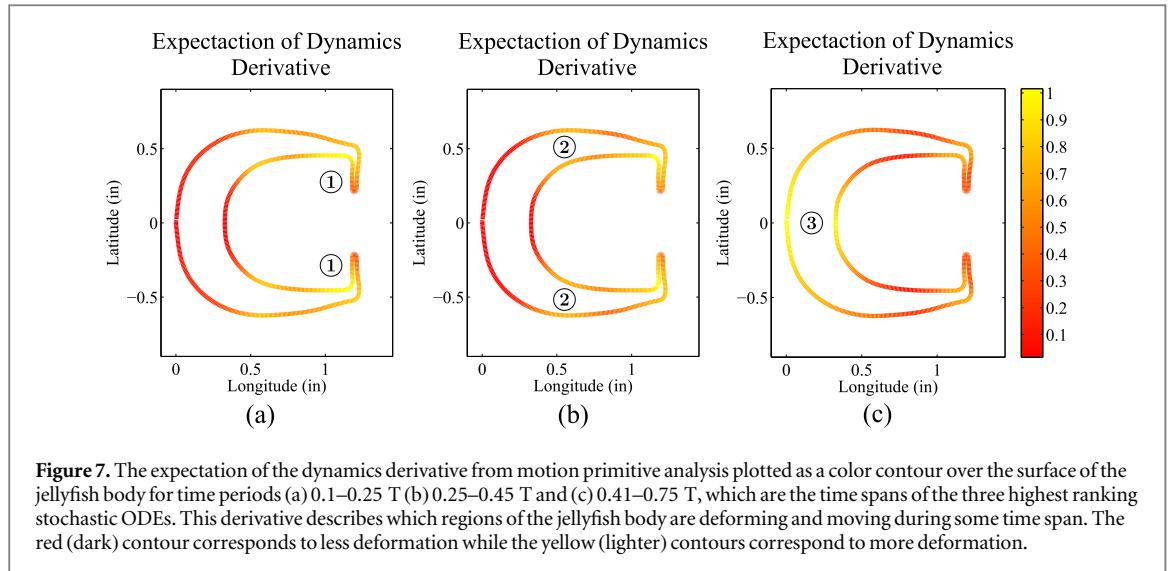 Expectaction of Dynamics
Derivative
Expectaction of Dynamics
Derivative
Expectaction of Dynamics
Derivative
Latitude (in)
0.5
0
−0.5
1
1
0
0.5
1
Longitude (in)
(a)
Latitude (in)
0.5
0
−0.5
2
2
0
0.5
1
Longitude (in)
(b)
Latitude (in)
0.5
0
−0.5
3
0
0.5
1
Longitude (in)
(c)
1
0.9
0.8
0.7
0.6
0.5
0.4
0.3
0.2
0.1
Figure 7. The expectation of the dynamics derivative from motion primitive analysis plotted as a color contour over the surface of the
jellyfish body for time periods (a) 0.1–0.25 T (b) 0.25–0.45 T and (c) 0.41–0.75 T, which are the time spans of the three highest ranking
stochastic ODEs. This derivative describes which regions of the jellyfish body are deforming and moving during some time span. The
red (dark) contour corresponds to less deformation while the yellow (lighter) contours correspond to more deformation.